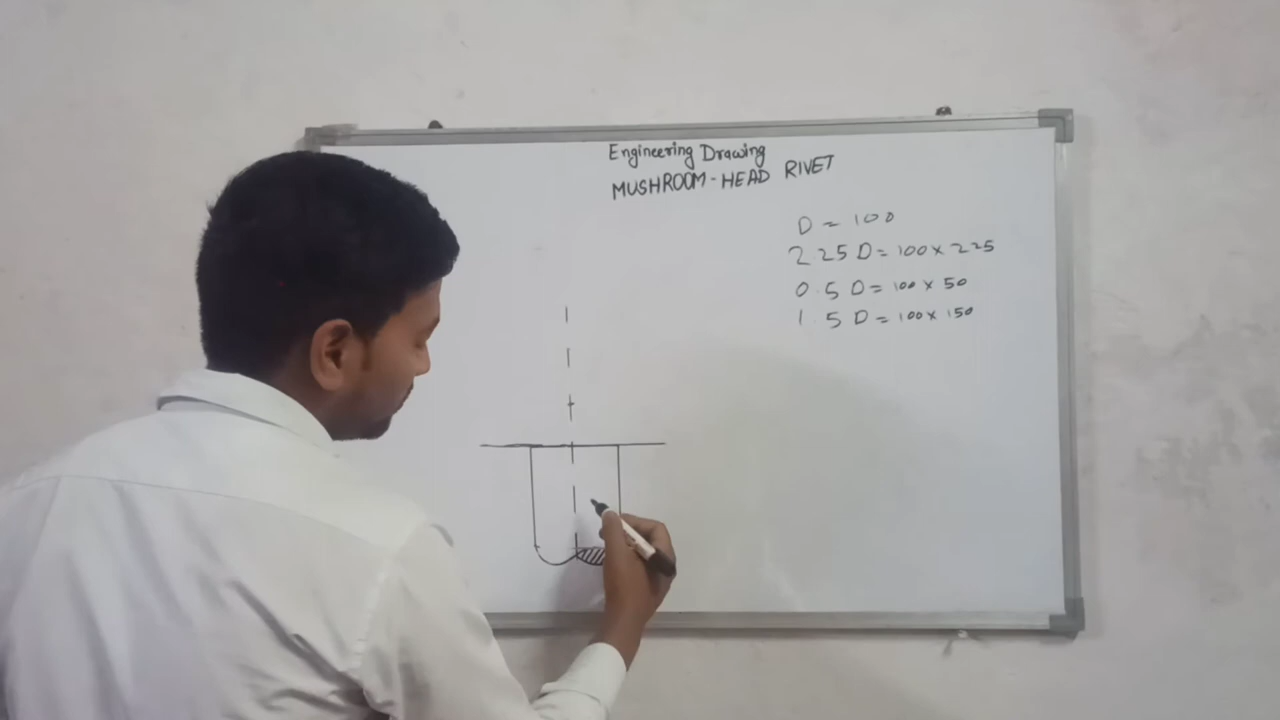 Engineering Drawing
MUSHROOM-HEAD RIVET
D = 100
2.25 D = 100 x 225
0.5 D = 100 x 50
1.5 D = 100 x 150